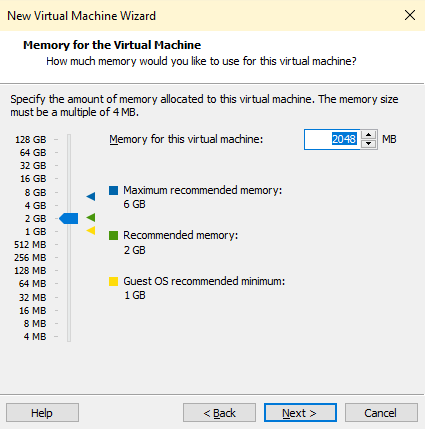 New Virtual Machine Wizard
Memory for the Virtual Machine
How much memory would you like to use for this virtual machine?
Specify the amount of memory allocated to this virtual machine. The memory size
must be a multiple of 4 MB.
Memory for this virtual machine: 2048 MB
128 GB
64 GB
32 GB
16 GB
8 GB
4 GB
2 GB
1 GB
512 MB
256 MB
128 MB
64 MB
32 MB
16 MB
8 MB
4 MB
Maximum recommended memory:
6 GB
Recommended memory:
2 GB
Guest OS recommended minimum:
1 GB
Help < Back Next > Cancel